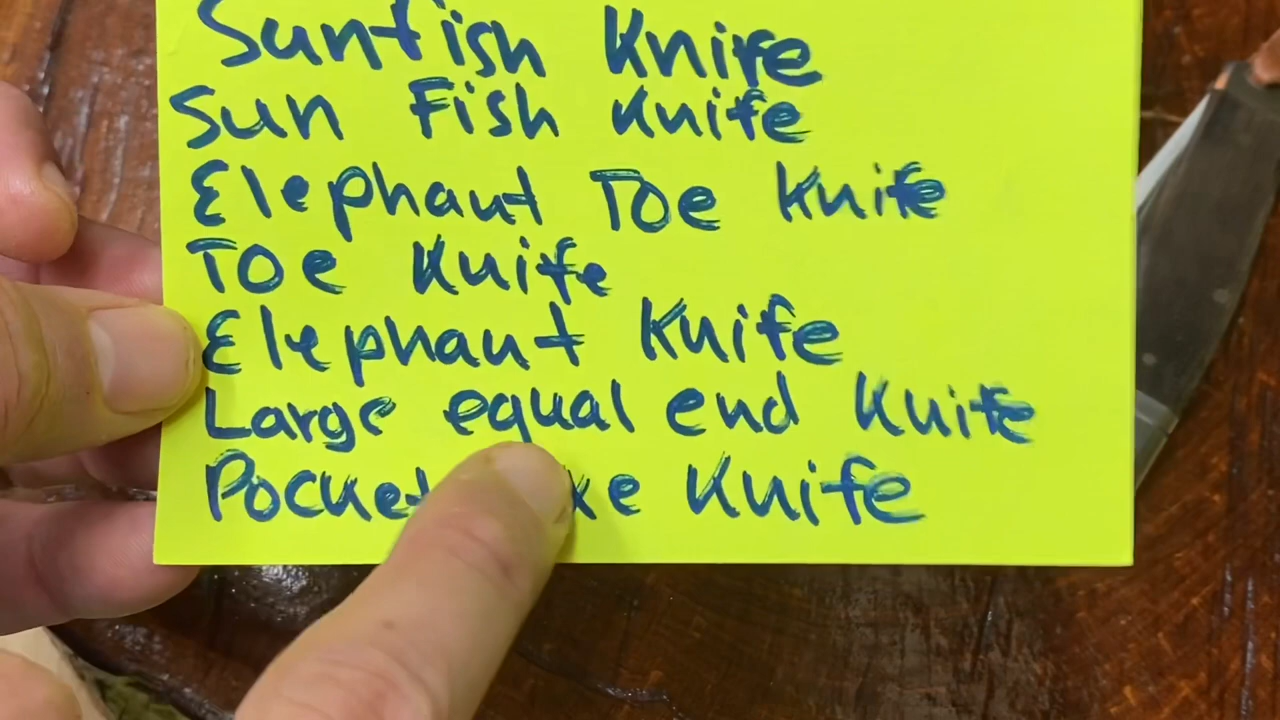 Sunfish Knife
Sun Fish Knife
Elephant Toe Knife
Toe Knife
Elephant Knife
Large equal end Knife
Pocket Knife